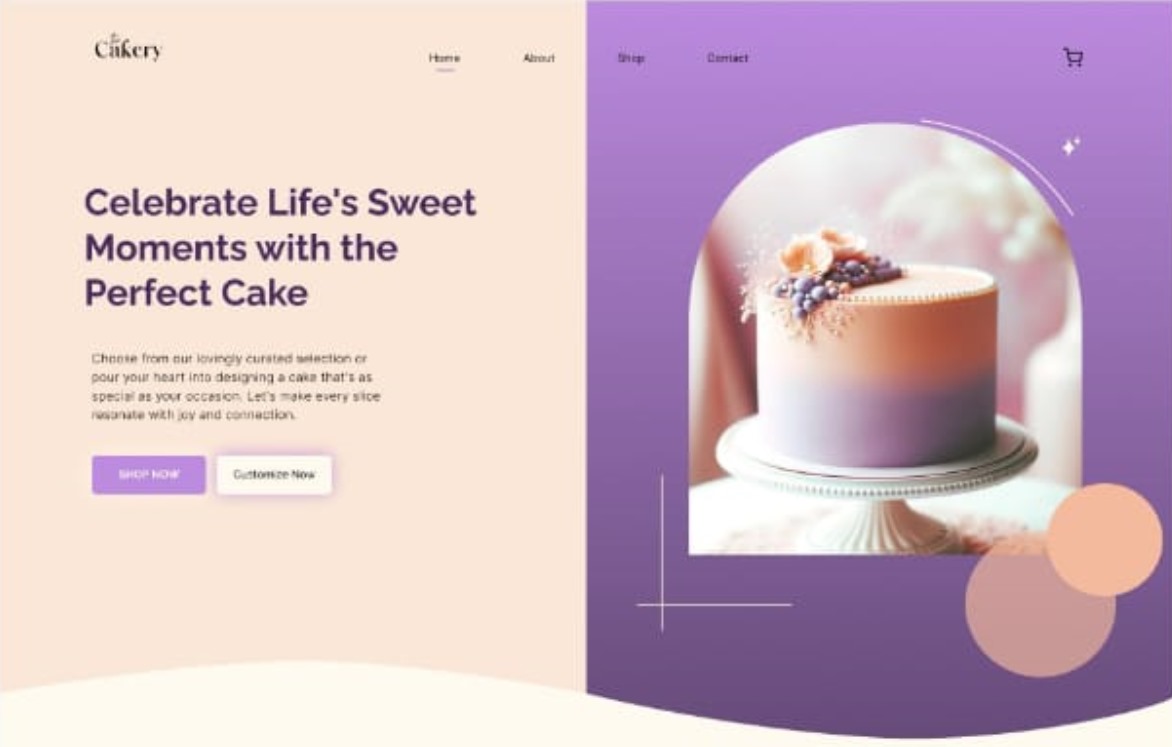 the
Cakery
Home About Shop Contact
Celebrate Life's Sweet
Moments with the
Perfect Cake
Choose from our lovingly curated selection or
pour your heart into designing a cake that's as
special as your occasion. Let's make every slice
resonate with joy and connection.
SHOP NOW Customize Now